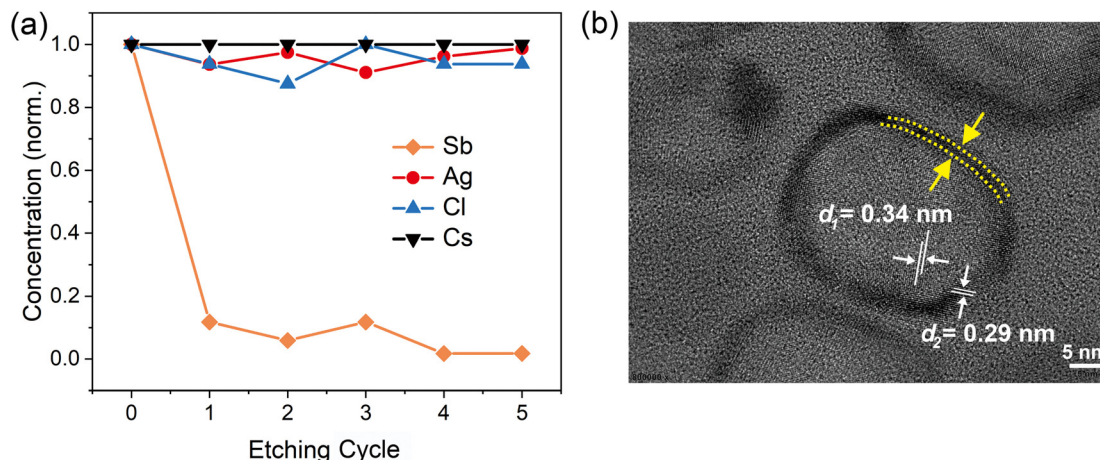 (a)
Concentration (norm.)
1.0
0.8
0.6
0.4
0.2
0.0
Sb
Ag
Cl
Cs
0 1 2 3 4 5
Etching Cycle
(b)
d1= 0.34 nm
d2= 0.29 nm
5 nm